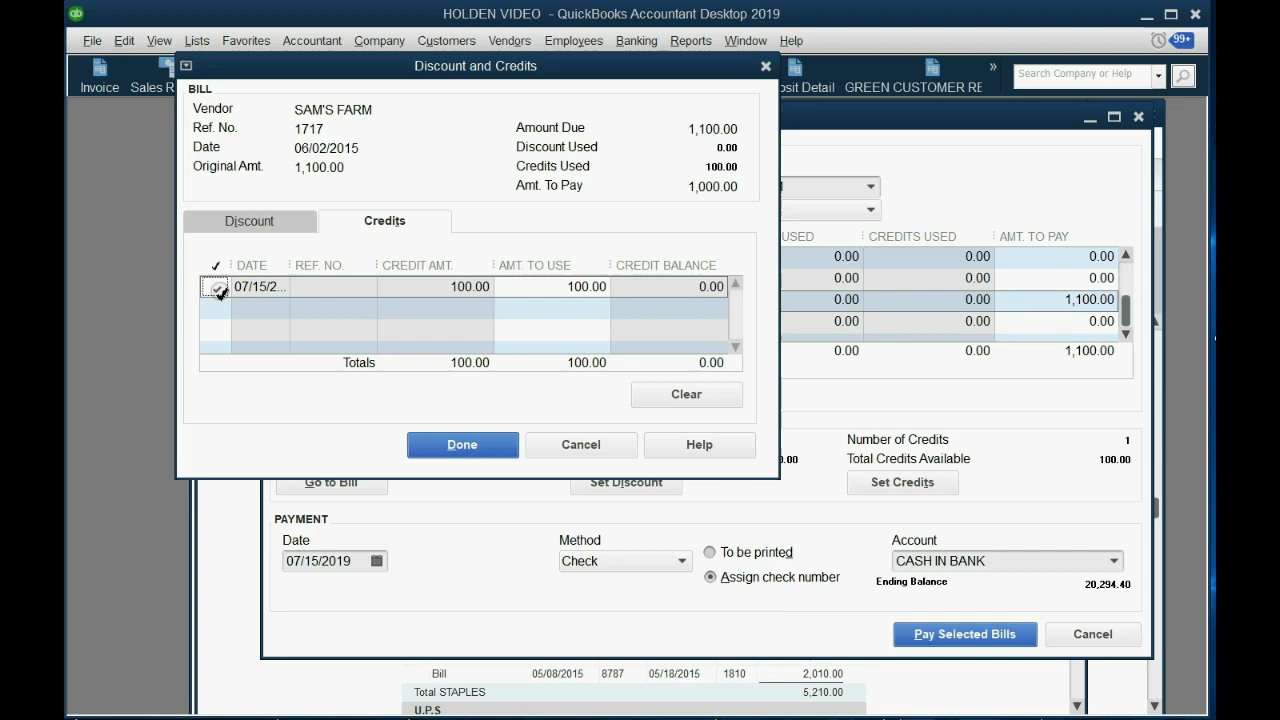 HOLDEN VIDEO - QuickBooks Accountant Desktop 2019
File Edit View Lists Favorites Accountant Company Customers Vendors Employees Banking Reports Window Help
99+
Invoice Sales R
Discount and Credits
sit Detail GREEN CUSTOMER RE
» Search Company or Help
BILL
Vendor SAM'S FARM
Ref. No. 1717
Date 06/02/2015
Original Amt. 1,100.00
Amount Due 1,100.00
Discount Used 0.00
Credits Used 100.00
Amt. To Pay 1,000.00
Discount Credits
✓ DATE REF. NO. CREDIT AMT. AMT. TO USE CREDIT BALANCE
07/15/2... 100.00 100.00 0.00
Totals 100.00 100.00 0.00
Clear
Done Cancel Help
USED CREDITS USED AMT. TO PAY
0.00 0.00 0.00
0.00 0.00 0.00
0.00 0.00 1,100.00
0.00 0.00 0.00
0.00 0.00 1,100.00
Number of Credits 1
0.00 Total Credits Available 100.00
Go to Bill Set Discount Set Credits
PAYMENT
Date Method Account
07/15/2019 Check To be printed CASH IN BANK
Assign check number Ending Balance 20,294.40
Pay Selected Bills Cancel
Bill 05/08/2015 8787 05/18/2015 1810 2,010.00
Total STAPLES 5,210.00
U.P.S